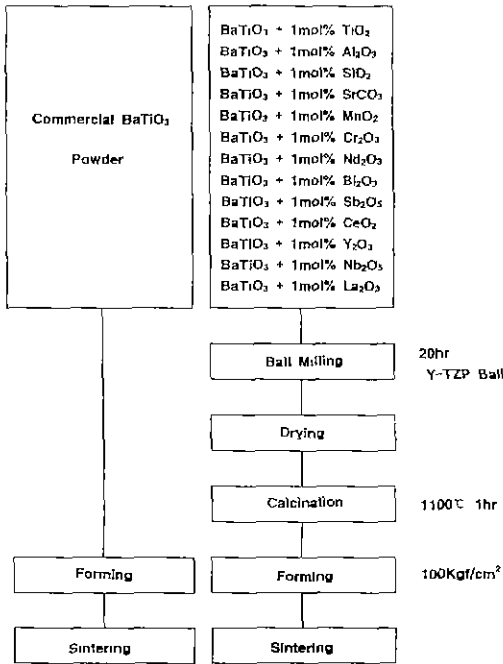 Commercial BaTiO₃
Powder
BaTiO₃ + 1mol% TiO₂
BaTiO₃ + 1mol% Al₂O₃
BaTiO₃ + 1mol% SiO₂
BaTiO₃ + 1mol% SrCO₃
BaTiO₃ + 1mol% MnO₂
BaTiO₃ + 1mol% Cr₂O₃
BaTiO₃ + 1mol% Nd₂O₃
BaTiO₃ + 1mol% Bi₂O₃
BaTiO₃ + 1mol% Sb₂O₅
BaTiO₃ + 1mol% CeO₂
BaTiO₃ + 1mol% Y₂O₃
BaTiO₃ + 1mol% Nb₂O₅
BaTiO₃ + 1mol% La₂O₃
Ball Milling
20hr
Y-TZP Ball
Drying
Calcination
1100℃ 1hr
Forming
Forming
100Kgf/cm²
Sintering
Sintering